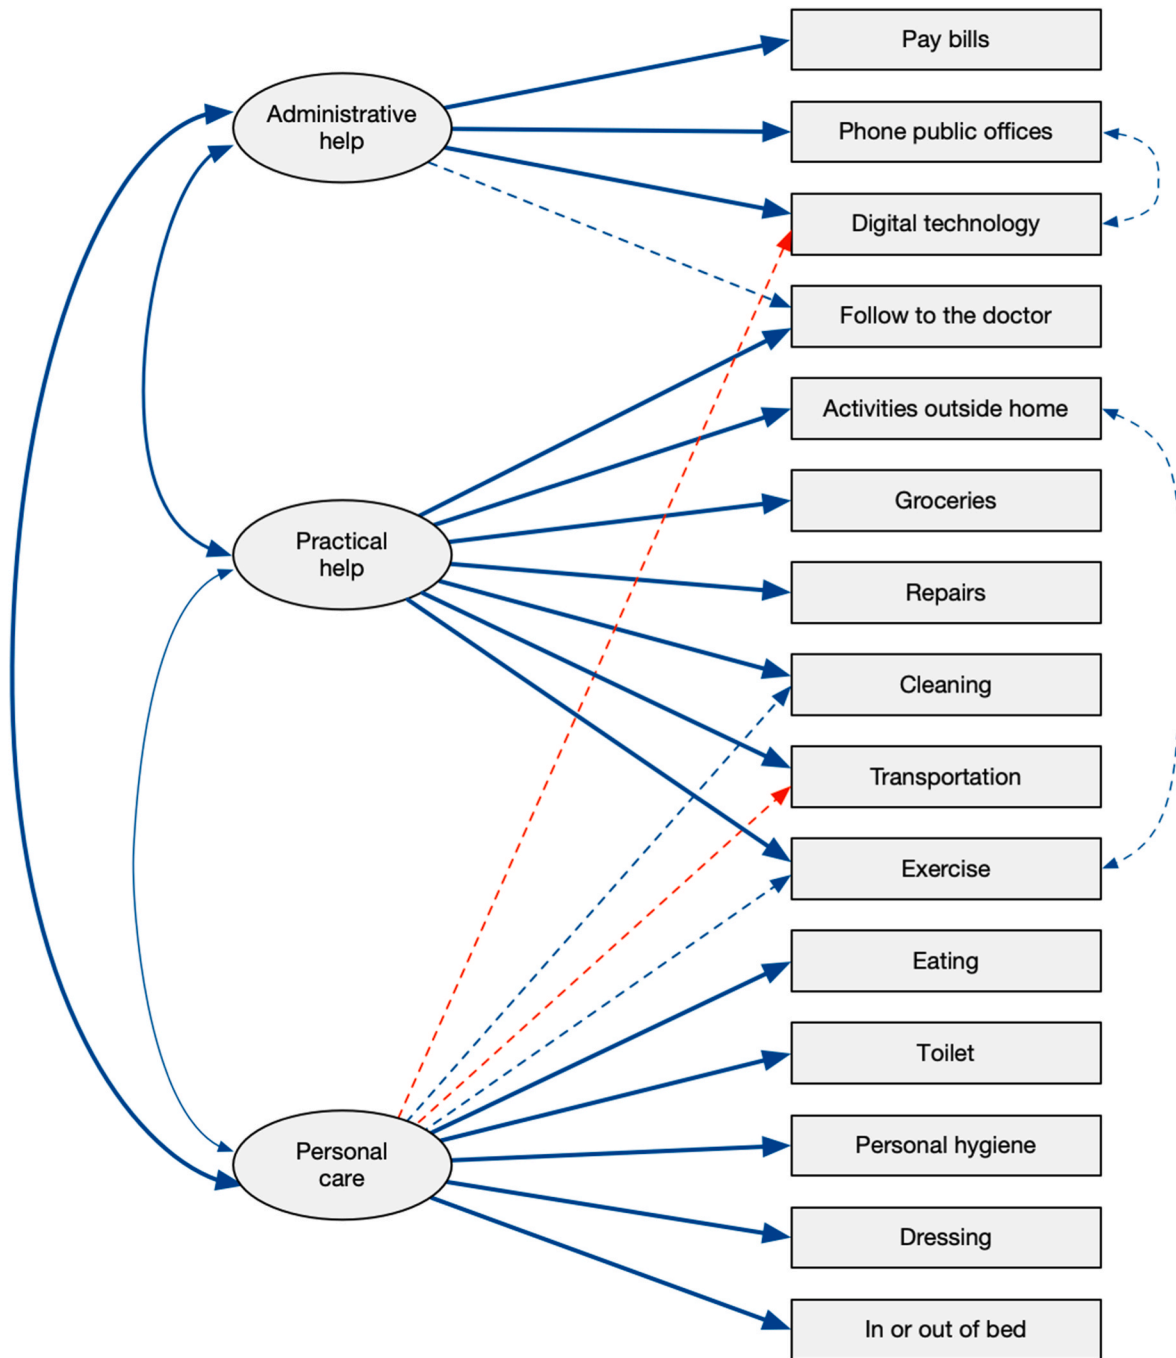 Administrative
help
Practical
help
Personal
care
Pay bills
Phone public offices
Digital technology
Follow to the doctor
Activities outside home
Groceries
Repairs
Cleaning
Transportation
Exercise
Eating
Toilet
Personal hygiene
Dressing
In or out of bed